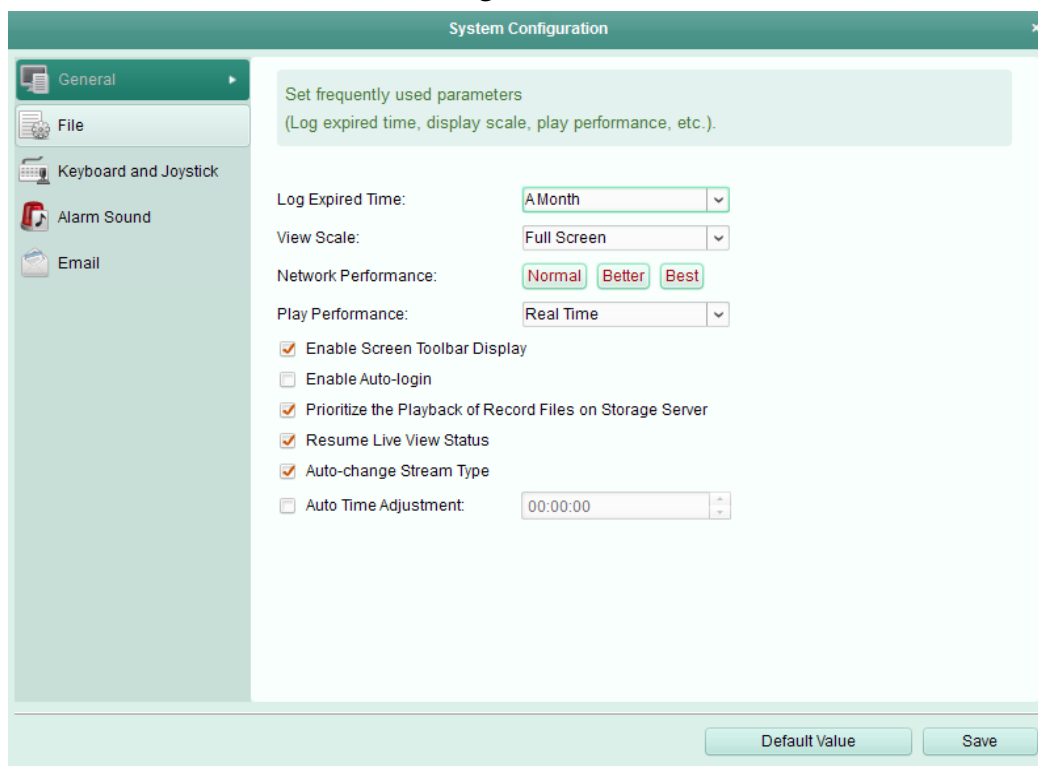 System Configuration
General
File
Keyboard and Joystick
Alarm Sound
Email
Set frequently used parameters
(Log expired time, display scale, play performance, etc.).
Log Expired Time: A Month
View Scale: Full Screen
Network Performance: Normal Better Best
Play Performance: Real Time
Enable Screen Toolbar Display
Enable Auto-login
Prioritize the Playback of Record Files on Storage Server
Resume Live View Status
Auto-change Stream Type
Auto Time Adjustment: 00:00:00
Default Value Save